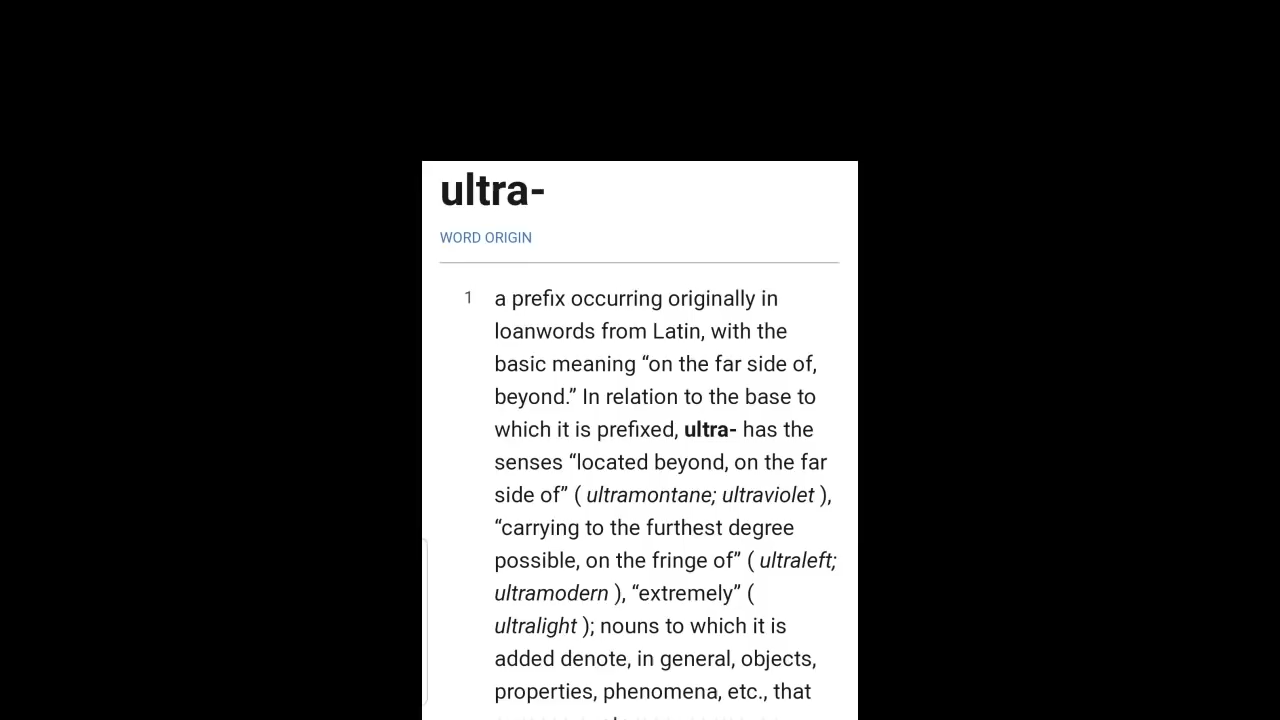 ultra-
WORD ORIGIN
1 a prefix occurring originally in
loanwords from Latin, with the
basic meaning “on the far side of,
beyond.” In relation to the base to
which it is prefixed, ultra- has the
senses “located beyond, on the far
side of” ( ultramontane; ultraviolet ),
“carrying to the furthest degree
possible, on the fringe of” ( ultraleft;
ultramodern ), “extremely” (
ultralight ); nouns to which it is
added denote, in general, objects,
properties, phenomena, etc., that